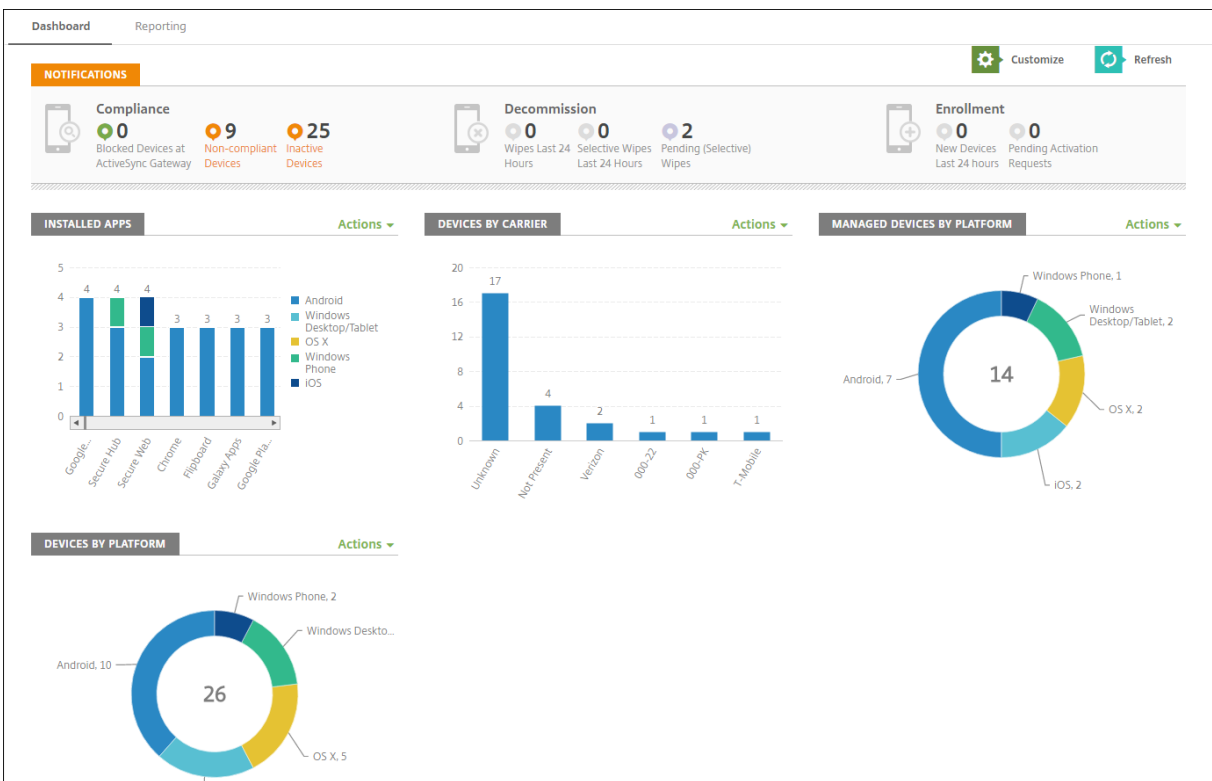 Dashboard Reporting
Customize Refresh
NOTIFICATIONS
Compliance
0 9 25
Blocked Devices at Non-compliant Inactive
ActiveSync Gateway Devices Devices
Decommission
0 0 2
Wipes Last 24 Selective Wipes Pending (Selective)
Hours Last 24 Hours Wipes
Enrollment
0 0
New Devices Pending Activation
Last 24 hours Requests
INSTALLED APPS Actions
5
4
3
2
1
0
4 4 4 3 3 3 3
Google...
Secure Hub
Secure Web
Chrome
Flipboard
Galaxy Apps
Google Pla...
Android
Windows
Desktop/Tablet
OS X
Windows
Phone
iOS
DEVICES BY CARRIER Actions
20
16
12
8
4
0
17 4 2 1 1 1
Unknown
Not Present
Verizon
000-22
000-PK
T-Mobile
MANAGED DEVICES BY PLATFORM Actions
Windows Phone, 1
Windows
Desktop/Tablet, 2
Android, 7
14
OS X, 2
iOS, 2
DEVICES BY PLATFORM Actions
Windows Phone, 2
Windows Deskto...
Android, 10
26
OS X, 5